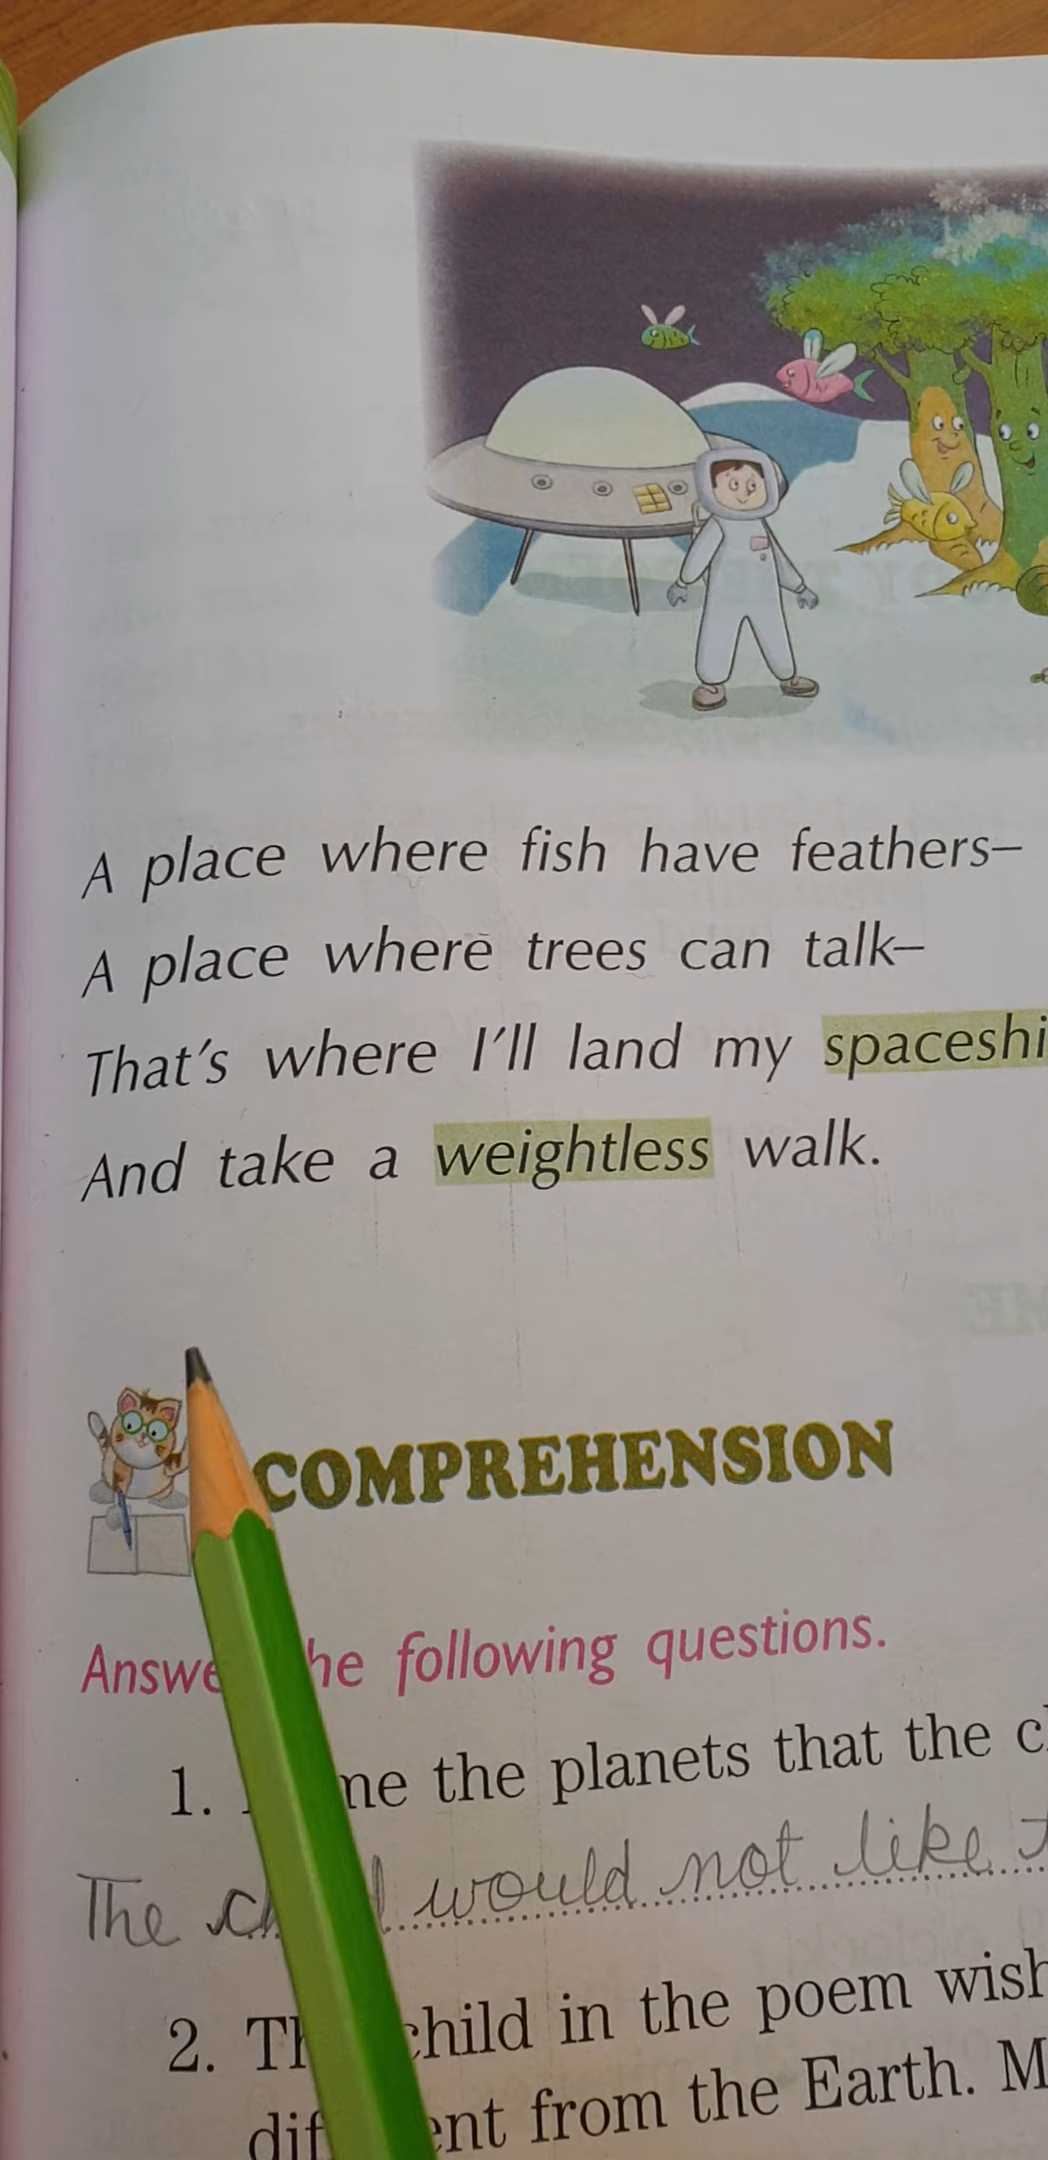 A place where fish have feathers–
A place where trees can talk–
That's where I'll land my spaceshi
And take a weightless walk.
COMPREHENSION
Answe he following questions.
1. me the planets that the c
The would not like
2. Th child in the poem wish
dif ent from the Earth. M